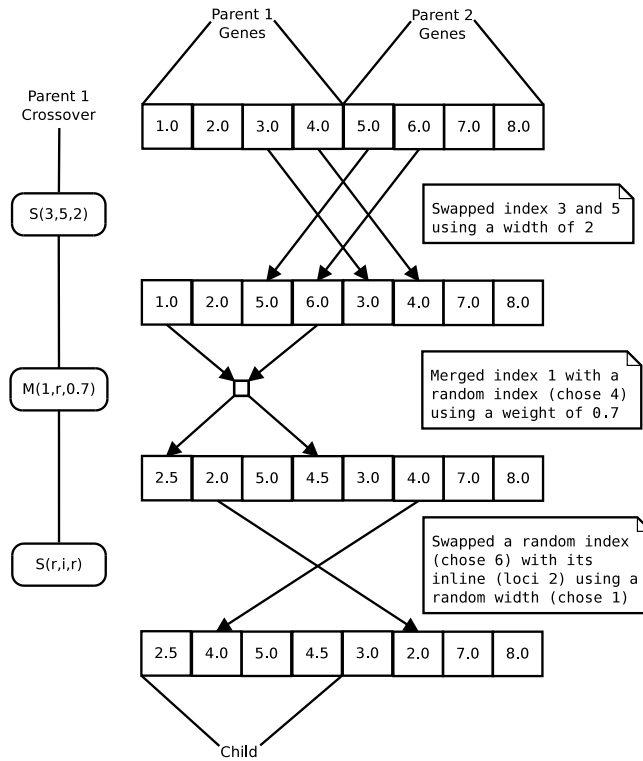 Parent 1
Genes
Parent 2
Genes
Parent 1
Crossover
1.0 2.0 3.0 4.0 5.0 6.0 7.0 8.0
S(3,5,2)
Swapped index 3 and 5
using a width of 2
1.0 2.0 5.0 6.0 3.0 4.0 7.0 8.0
M(1,r,0.7)
Merged index 1 with a
random index (chose 4)
using a weight of 0.7
2.5 2.0 5.0 4.5 3.0 4.0 7.0 8.0
S(r,i,r)
Swapped a random index
(chose 6) with its
inline (loci 2) using a
random width (chose 1)
2.5 4.0 5.0 4.5 3.0 2.0 7.0 8.0
Child